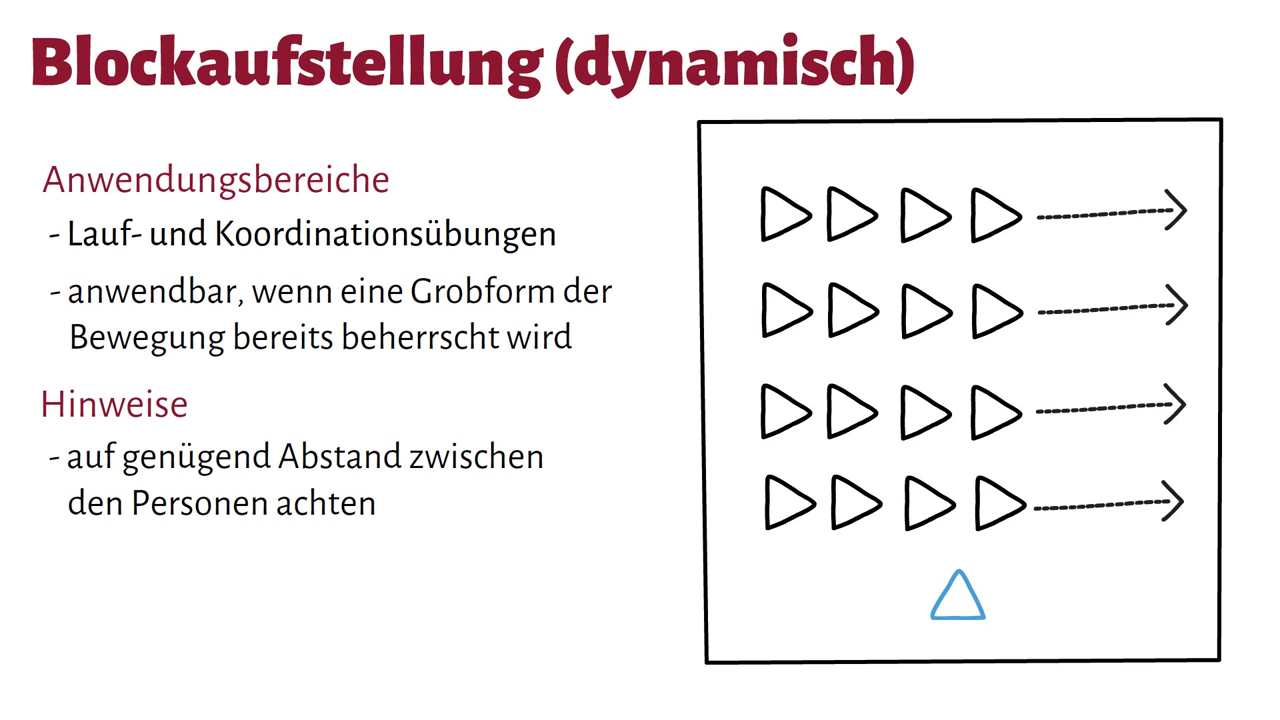 Blockaufstellung (dynamisch)
Anwendungsbereiche
- Lauf- und Koordinationsübungen
- anwendbar, wenn eine Grobform der
Bewegung bereits beherrscht wird
Hinweise
- auf genügend Abstand zwischen
den Personen achten